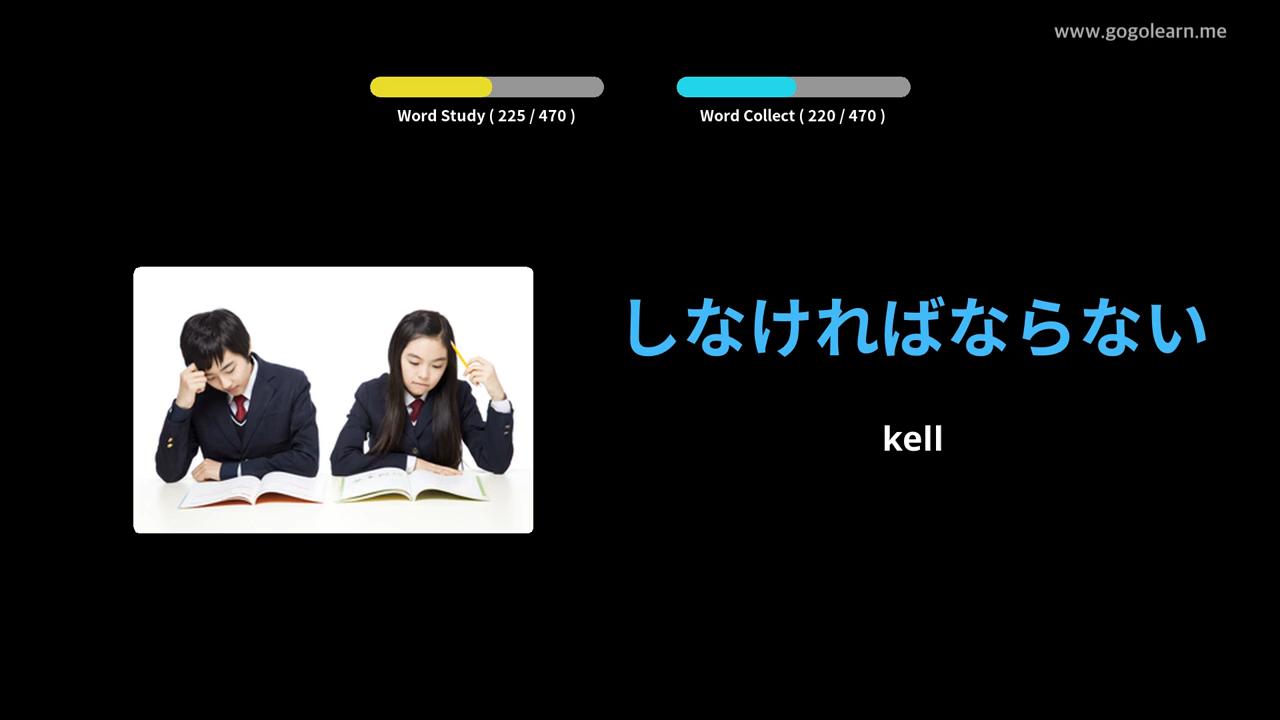 www.gogolearn.me
Word Study ( 225 / 470 )
Word Collect ( 220 / 470 )
しなければならない
kell